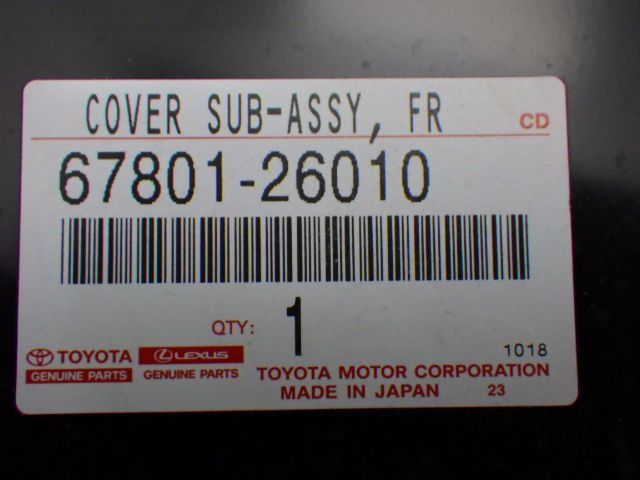 COVER SUB-ASSY, FR
CD
67801-26010
QTY: 1
1018
TOYOTA LEXUS
GENUINE PARTS GENUINE PARTS
TOYOTA MOTOR CORPORATION
MADE IN JAPAN 23